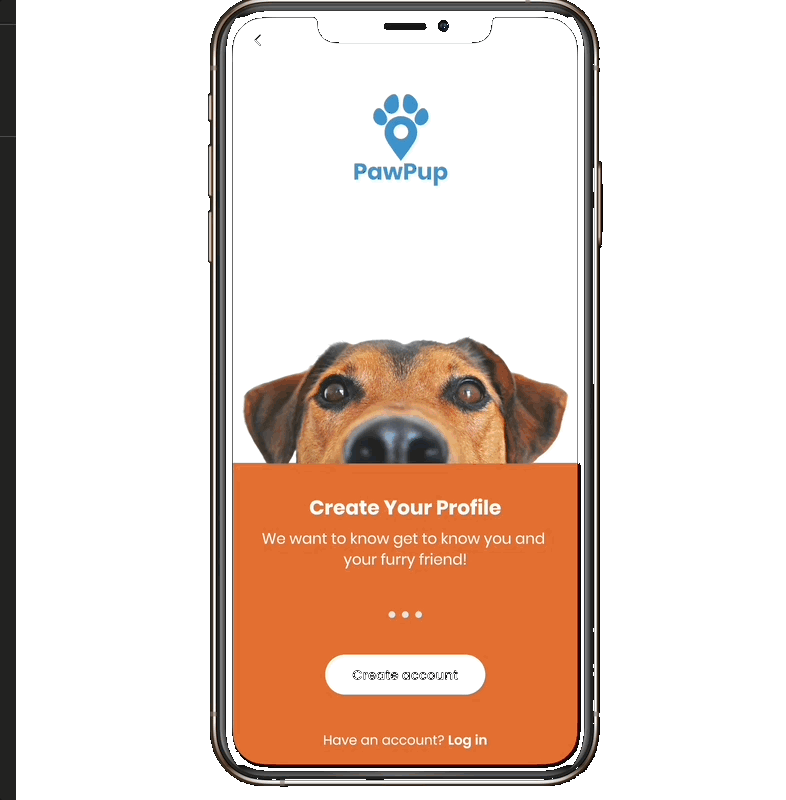 PawPup
Create Your Profile
We want to know get to know you and
your furry friend!
Create account
Have an account? Log in